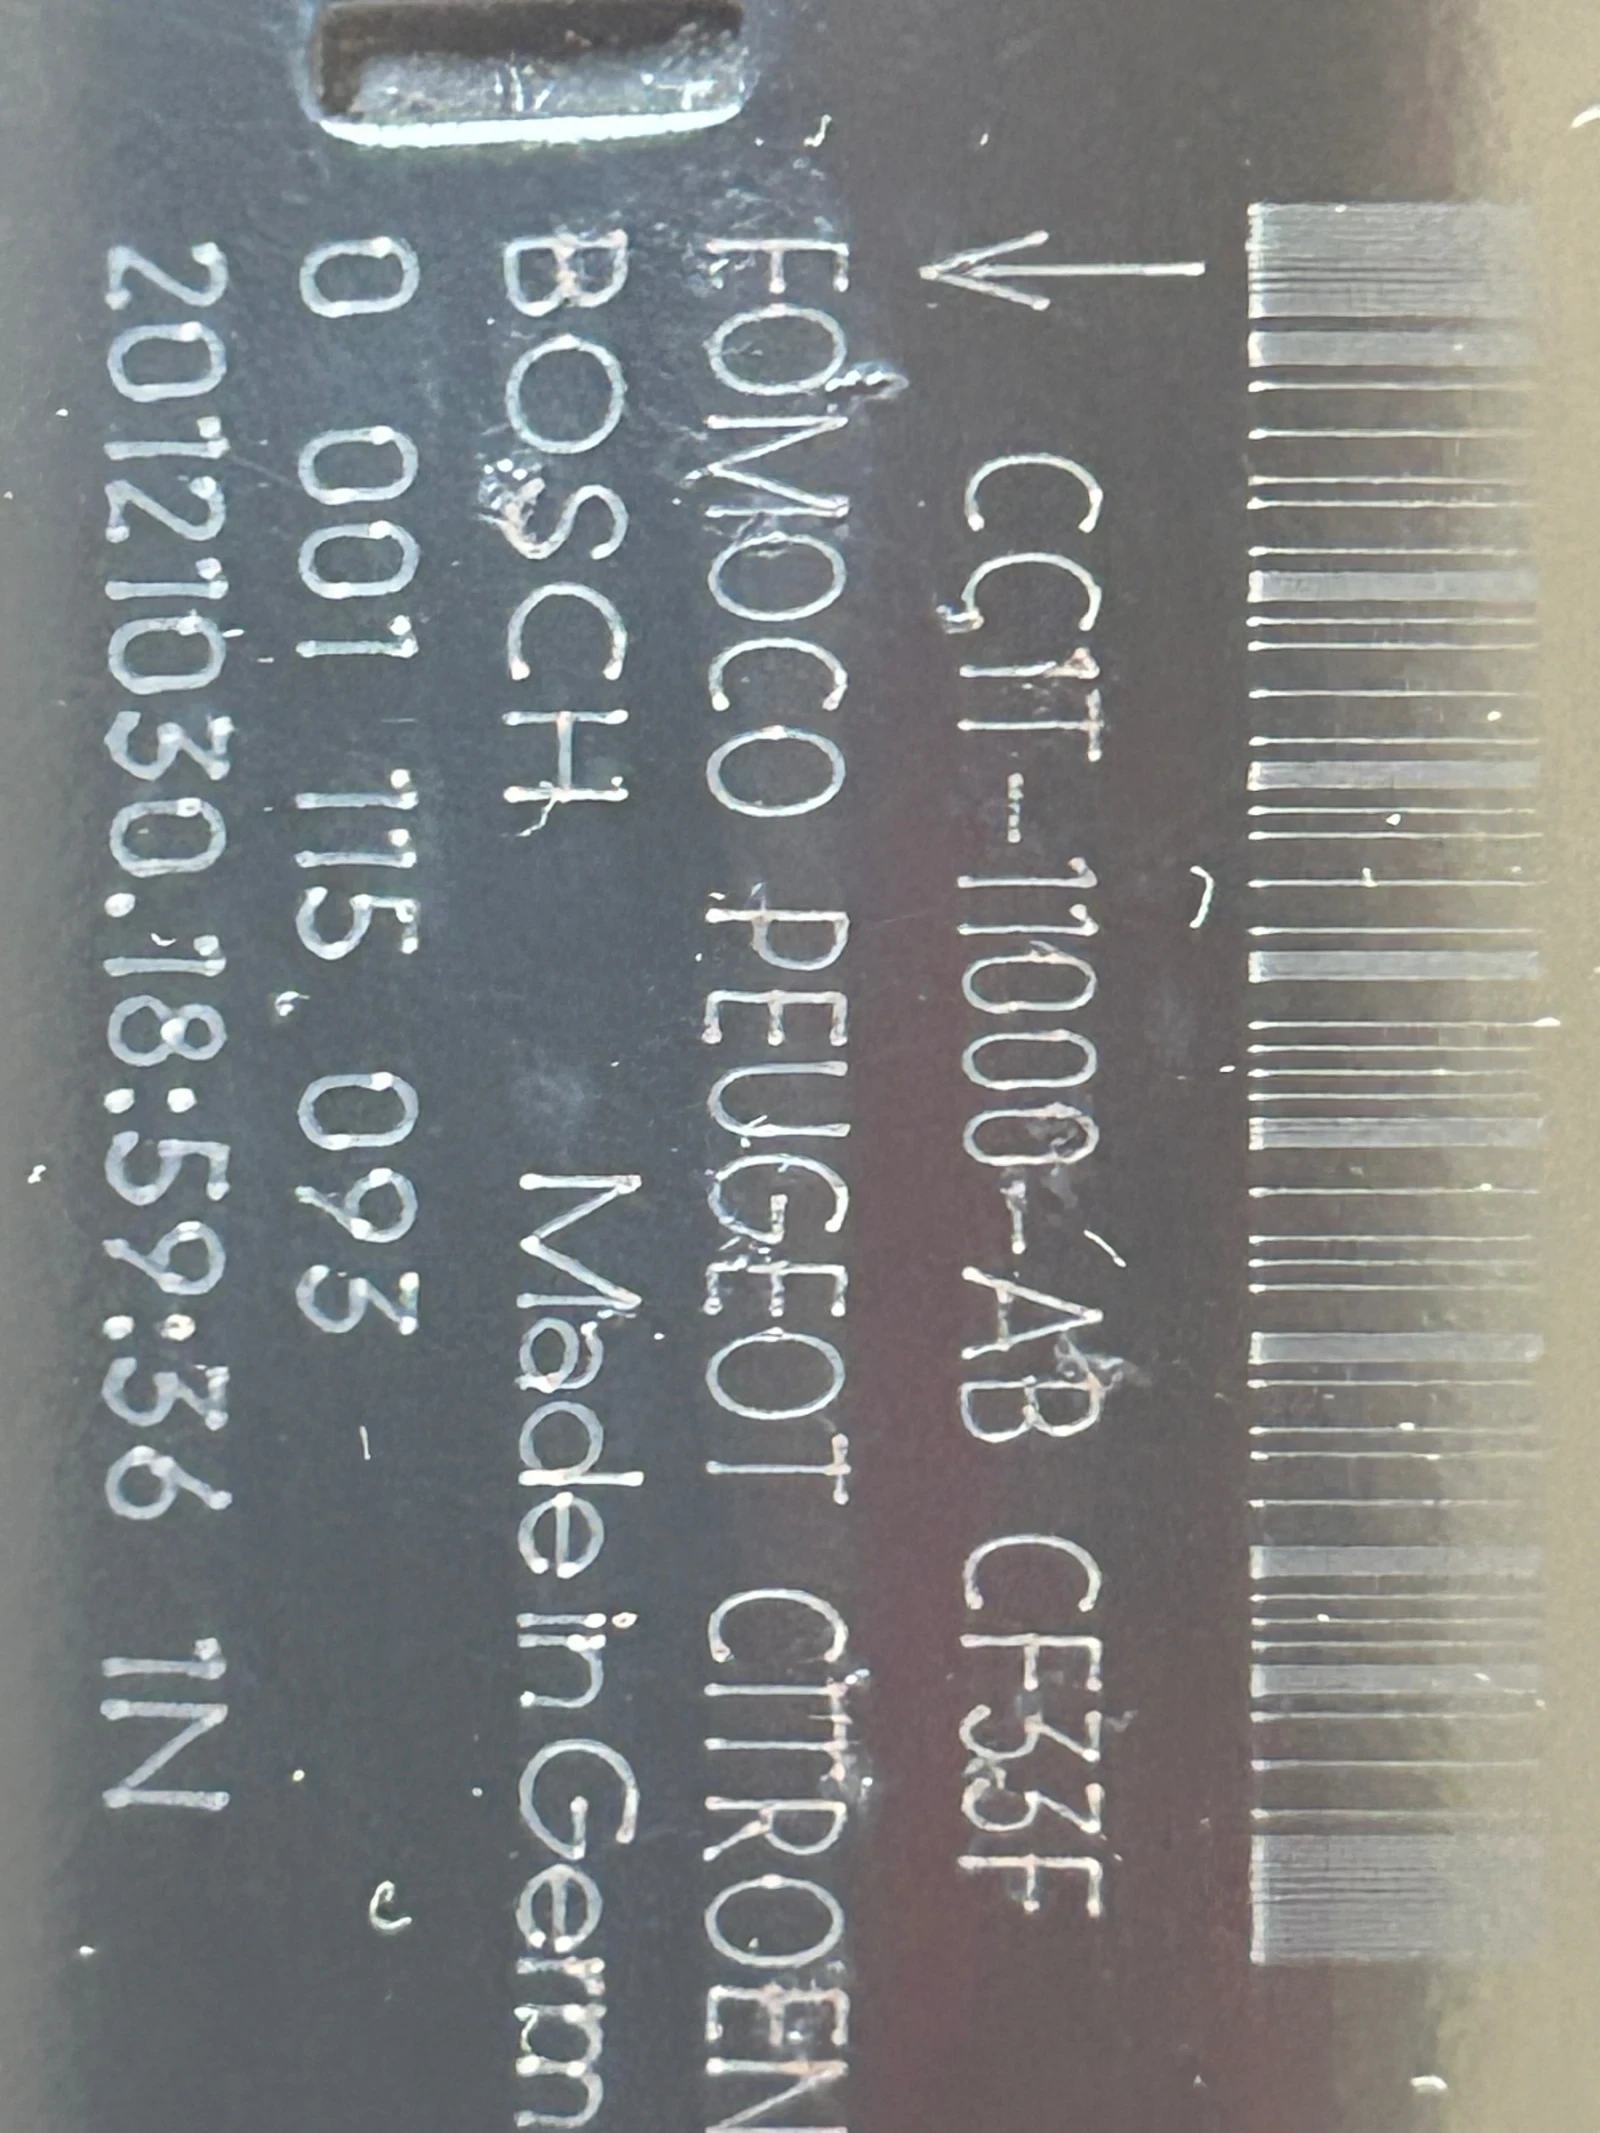 CC1T-11000-AB CF33F
FOMOCO PEUGEOT CITROEN
BOSCH Made in Germ
0 001 115. 093
20121030.18:59:36 1N